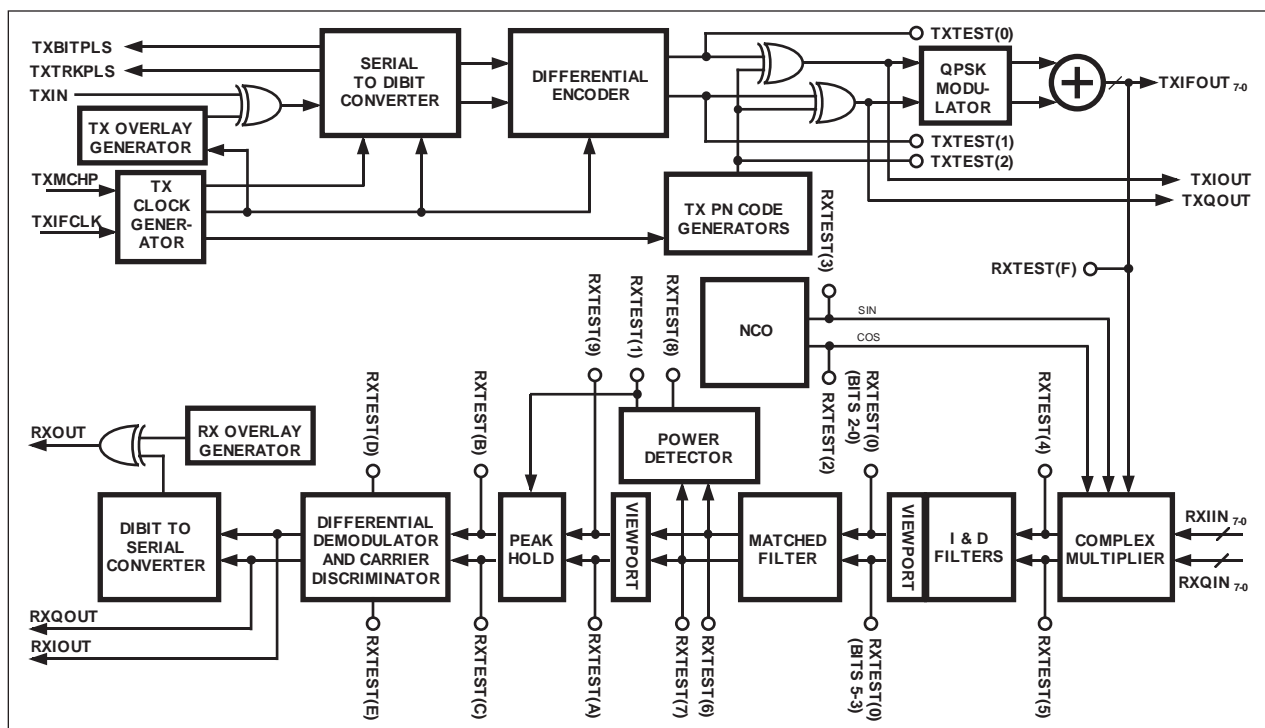 TXBITPLS
TXTRKPLS
TXIN
TX OVERLAY
GENERATOR
TXMCHP
TXIFCLK
TX
CLOCK
GENER-
ATOR
SERIAL
TO DIBIT
CONVERTER
DIFFERENTIAL
ENCODER
TXTEST(0)
QPSK
MODU-
LATOR
+
TXIFOUT 7-0
TXTEST(1)
TXTEST(2)
TXIOUT
TXQOUT
TX PN CODE
GENERATORS
RXTEST(3)
RXTEST(F)
NCO
SIN
COS
RXTEST(9)
RXTEST(1)
RXTEST(8)
RXTEST(2)
RXTEST(0)
(BITS 2-0)
RXTEST(4)
RXTEST(D)
RXTEST(B)
RXOUT
RX OVERLAY
GENERATOR
POWER
DETECTOR
DIBIT TO
SERIAL
CONVERTER
DIFFERENTIAL
DEMODULATOR
AND CARRIER
DISCRIMINATOR
PEAK
HOLD
VIEWPORT
MATCHED
FILTER
VIEWPORT
I & D
FILTERS
COMPLEX
MULTIPLIER
RXIIN 7-0
RXQIN 7-0
RXQOUT
RXIOUT
RXTEST(E)
RXTEST(C)
RXTEST(A)
RXTEST(7)
RXTEST(6)
RXTEST(0)
(BITS 5-3)
RXTEST(5)